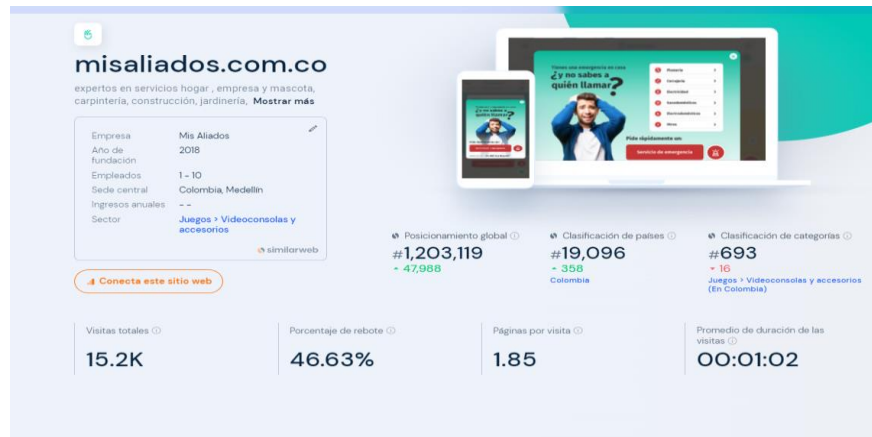 misaliados.com.co
expertos en servicios hogar , empresa y mascota,
carpintería, construcción, jardinería, Mostrar más
Empresa Mis Aliados
Año de fundación 2018
Empleados 1 - 10
Sede central Colombia, Medellín
Ingresos anuales - -
Sector Juegos > Videoconsolas y accesorios
similarweb
Conecta este sitio web
Tienes una emergencia en casa
¿y no sabes a
quién llamar?
Plomería
Cerrajería
Electricidad
Gasodomésticos
Electrodomésticos
Otros
Pide rápidamente un:
Servicio de emergencia
Posicionamiento global
#1,203,119
47,988
Clasificación de países
#19,096
358
Colombia
Clasificación de categorías
#693
16
Juegos > Videoconsolas y accesorios
(En Colombia)
Visitas totales
15.2K
Porcentaje de rebote
46.63%
Páginas por visita
1.85
Promedio de duración de las
visitas
00:01:02